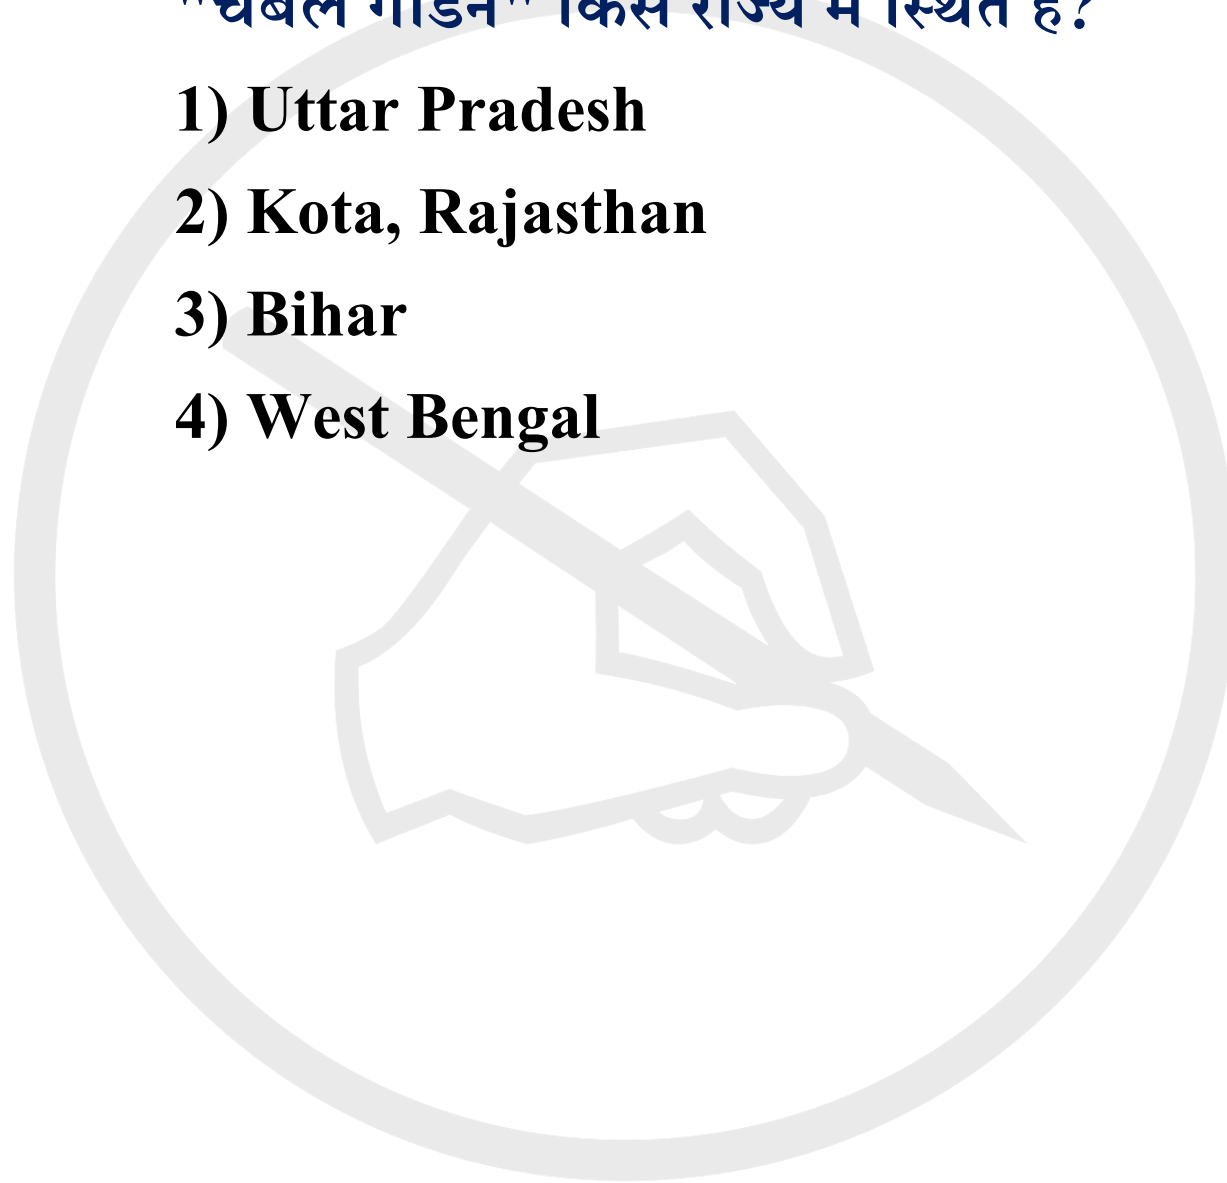 "चंबल गार्डन" किस राज्य में स्थित है?
1) Uttar Pradesh
2) Kota, Rajasthan
3) Bihar
4) West Bengal